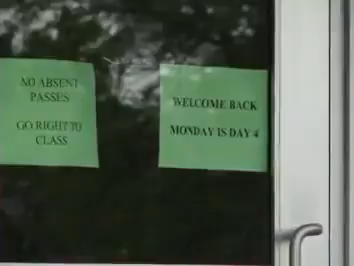 NO ABSENT
PASSES
GO RIGHT TO
CLASS
WELCOME BACK
MONDAY IS DAY 4